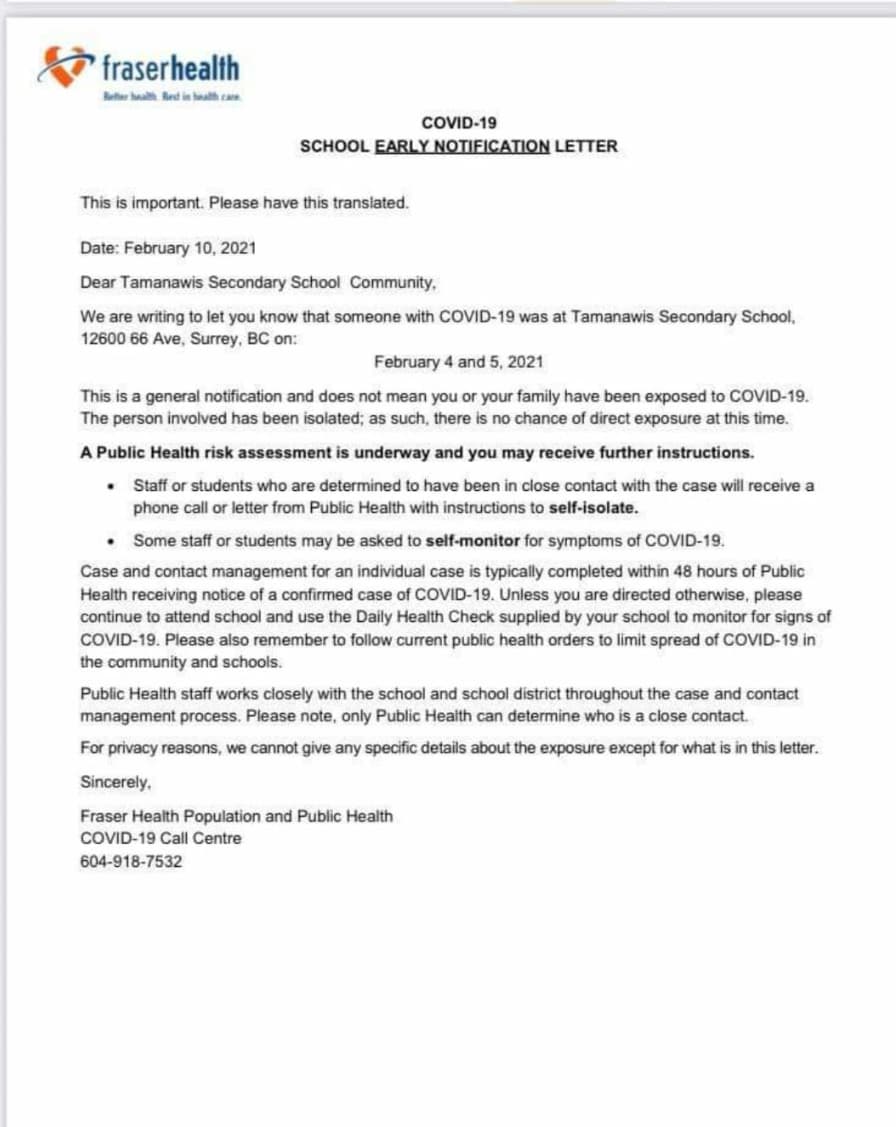 fraserhealth
Better health. Best in health care.
COVID-19
SCHOOL EARLY NOTIFICATION LETTER
This is important. Please have this translated.
Date: February 10, 2021
Dear Tamanawis Secondary School  Community,
We are writing to let you know that someone with COVID-19 was at Tamanawis Secondary School,
12600 66 Ave, Surrey, BC on:
February 4 and 5, 2021
This is a general notification and does not mean you or your family have been exposed to COVID-19.
The person involved has been isolated; as such, there is no chance of direct exposure at this time.
A Public Health risk assessment is underway and you may receive further instructions.
• Staff or students who are determined to have been in close contact with the case will receive a
phone call or letter from Public Health with instructions to self-isolate.
• Some staff or students may be asked to self-monitor for symptoms of COVID-19.
Case and contact management for an individual case is typically completed within 48 hours of Public
Health receiving notice of a confirmed case of COVID-19. Unless you are directed otherwise, please
continue to attend school and use the Daily Health Check supplied by your school to monitor for signs of
COVID-19. Please also remember to follow current public health orders to limit spread of COVID-19 in
the community and schools.
Public Health staff works closely with the school and school district throughout the case and contact
management process. Please note, only Public Health can determine who is a close contact.
For privacy reasons, we cannot give any specific details about the exposure except for what is in this letter.
Sincerely,
Fraser Health Population and Public Health
COVID-19 Call Centre
604-918-7532